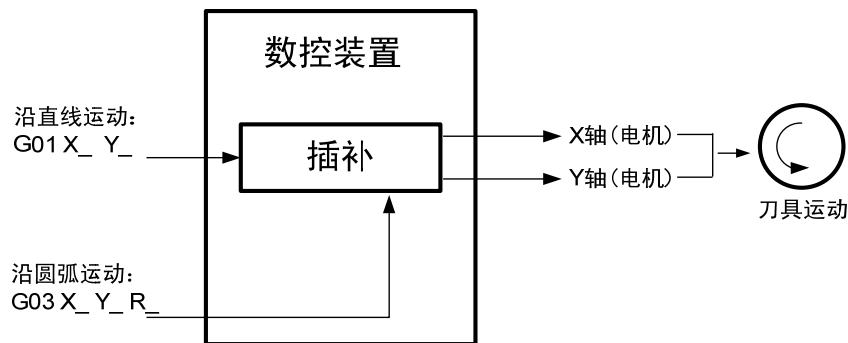 数控装置
沿直线运动：
G01 X_ Y_
插补
X轴（电机）
Y轴（电机）
刀具运动
沿圆弧运动：
G03 X_ Y_ R_